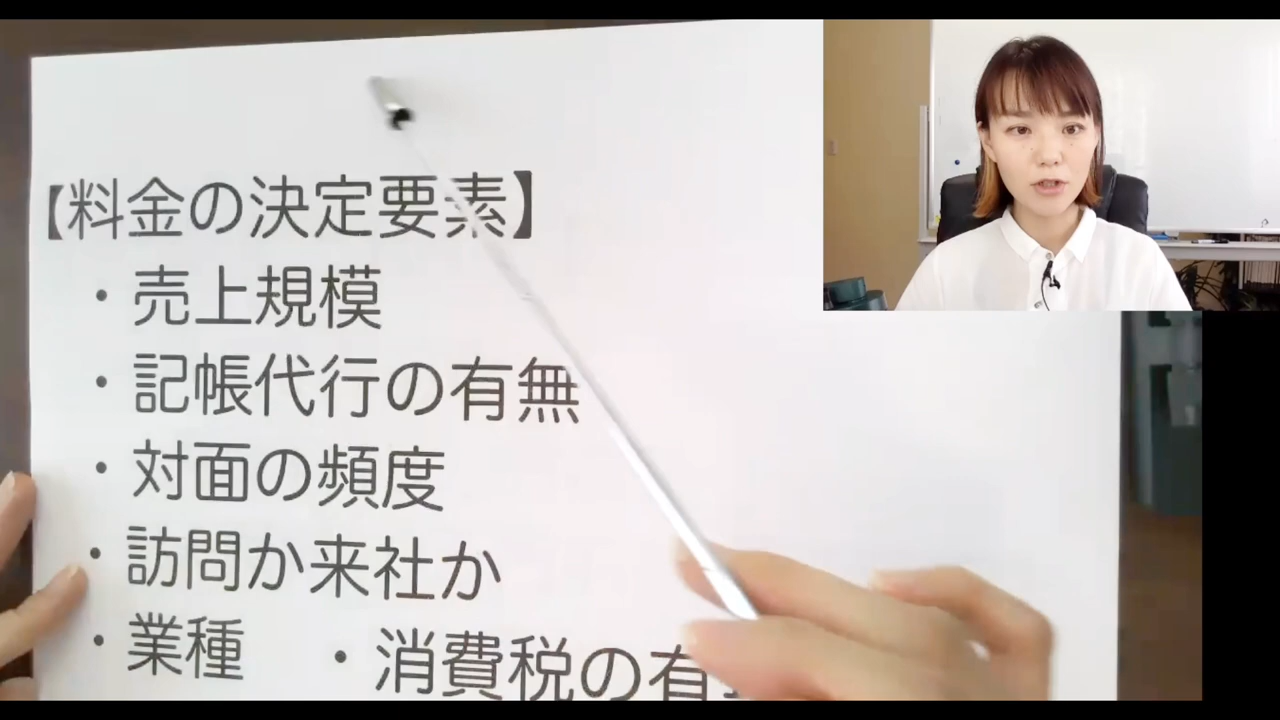 【料金の決定要素】
・売上規模
・記帳代行の有無
・対面の頻度
・訪問か来社か
・業種　・消費税の有